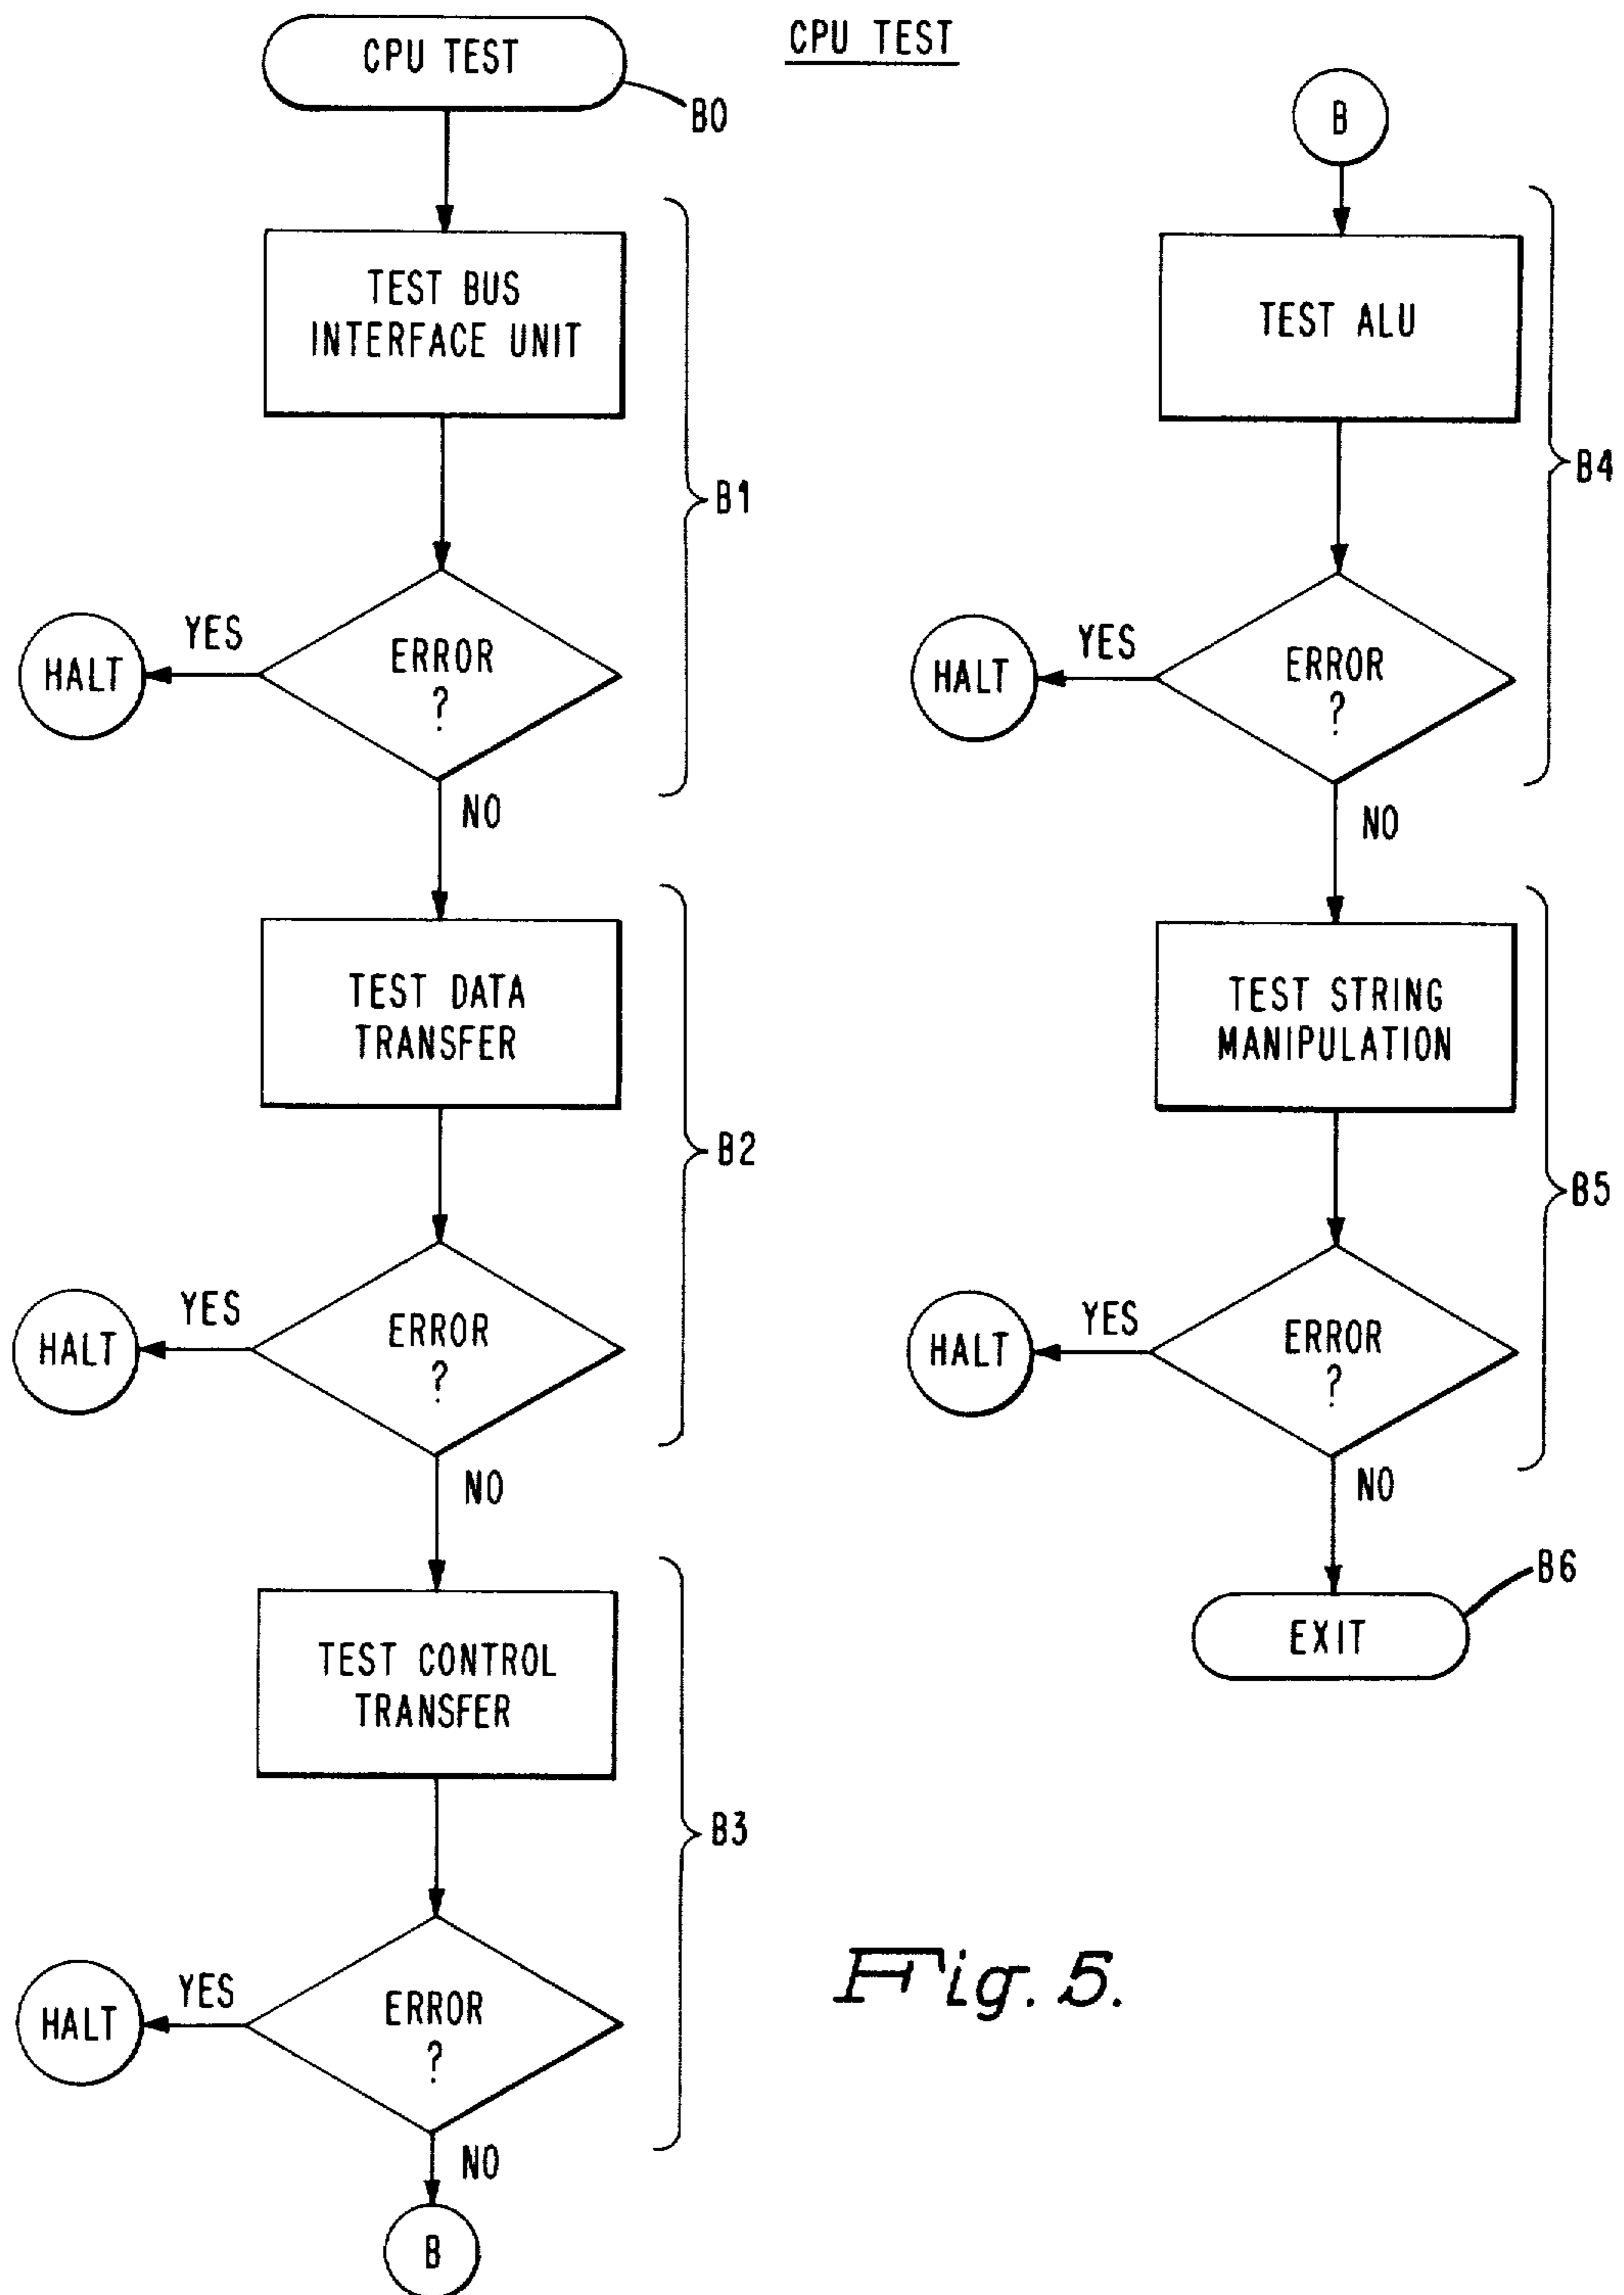 CPU TEST
CPU TEST
B0
TEST BUS
INTERFACE UNIT
B1
ERROR
?
YES
HALT
NO
TEST DATA
TRANSFER
B2
ERROR
?
YES
HALT
NO
TEST CONTROL
TRANSFER
B3
ERROR
?
YES
HALT
NO
B
B
TEST ALU
B4
ERROR
?
YES
HALT
NO
TEST STRING
MANIPULATION
B5
ERROR
?
YES
HALT
NO
B6
EXIT
Fig. 5.